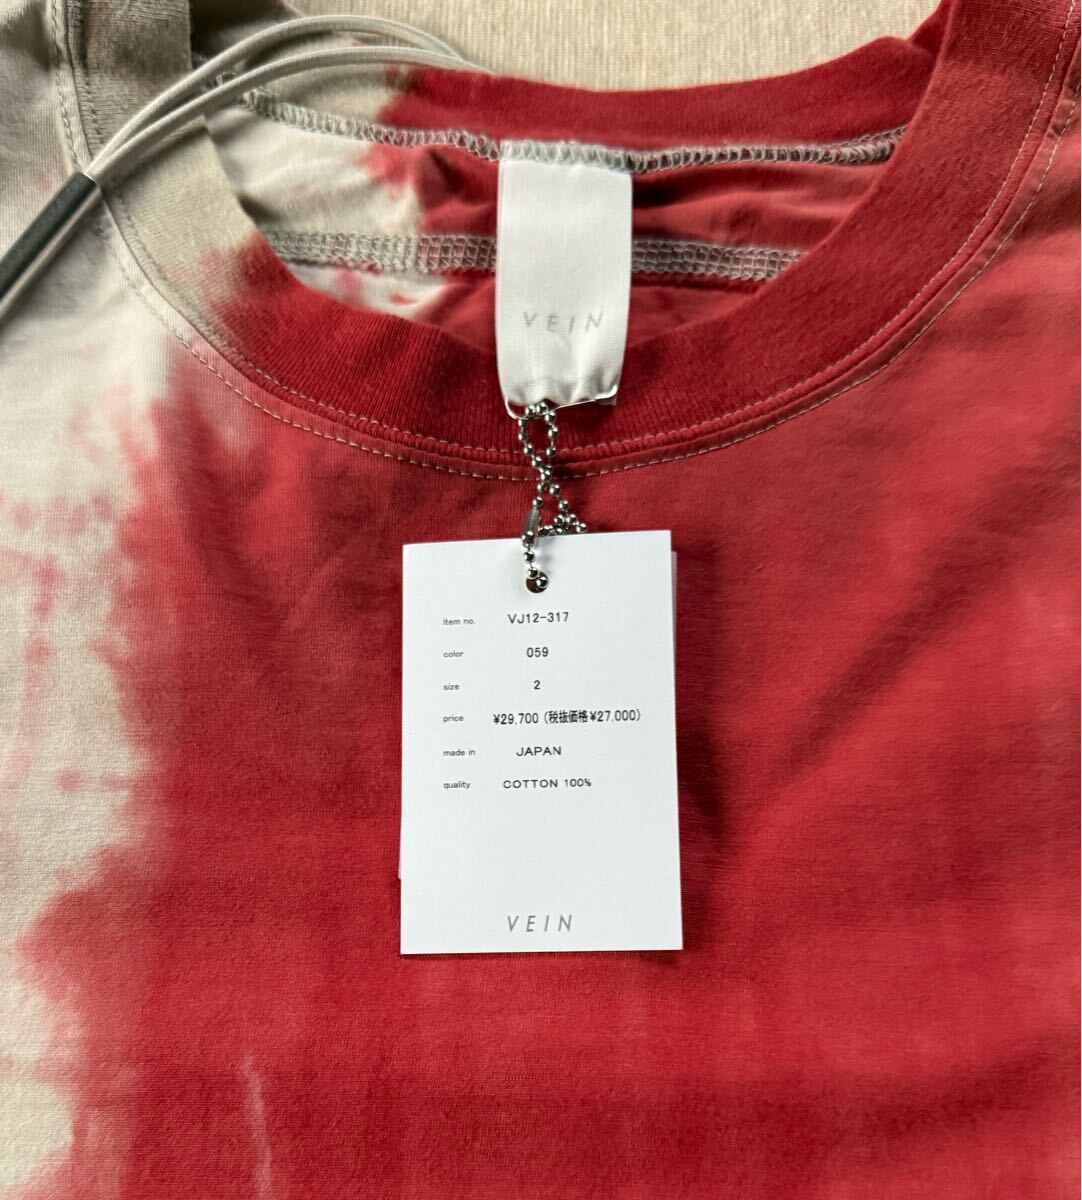 VEIN
item no. VJ12-317
color 059
size 2
price ¥29,700 (税抜価格¥27,000)
made in JAPAN
quality COTTON 100%
VEIN